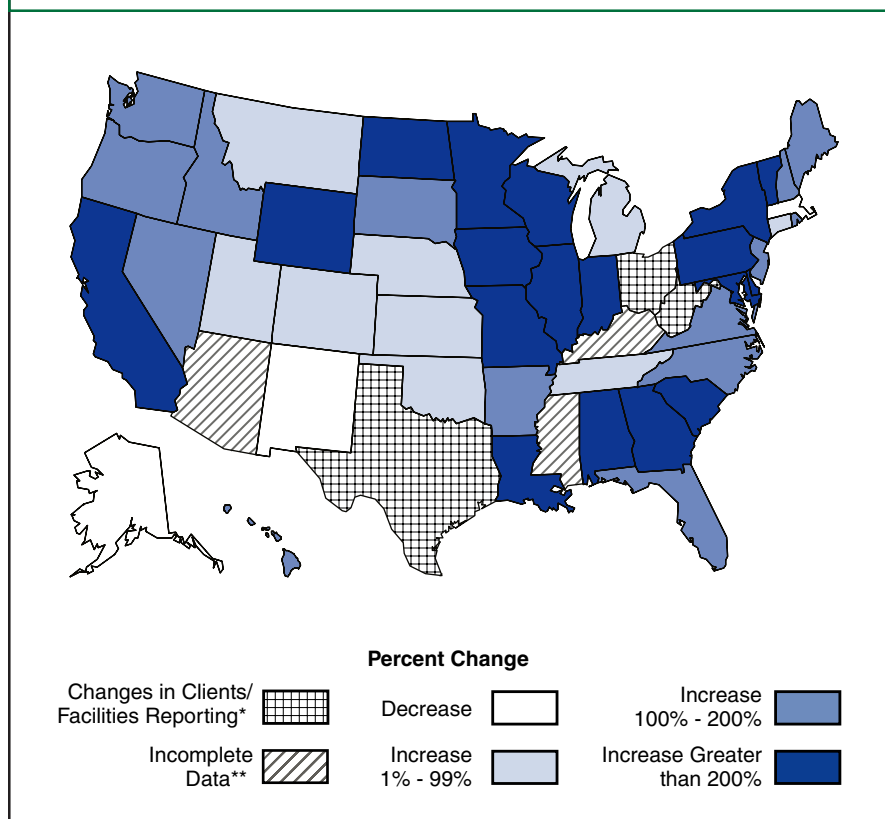 Percent Change
Changes in Clients/
Facilities Reporting*
Decrease
Increase
100% - 200%
Incomplete
Data**
Increase
1% - 99%
Increase Greater
than 200%